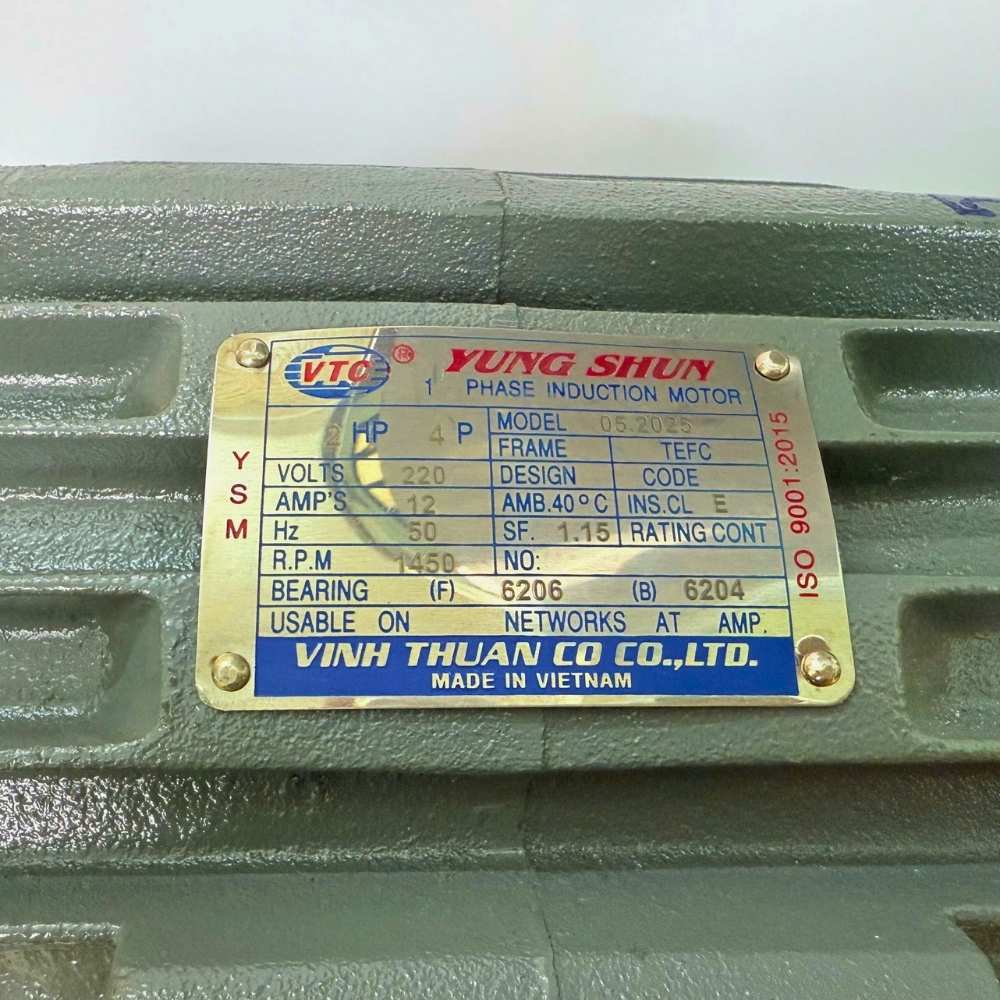 VTC ® YUNG SHUN
1 PHASE INDUCTION MOTOR
2 HP 4 P
MODEL 05.2025
FRAME TEFC
VOLTS 220 DESIGN CODE
AMP'S 12 AMB.40°C INS.CL E
Hz 50 SF. 1.15 RATING CONT
R.P.M 1450 NO:
BEARING (F) 6206 (B) 6204
USABLE ON NETWORKS AT AMP.
VINH THUAN CO CO.,LTD.
MADE IN VIETNAM
YSM
ISO 9001:2015